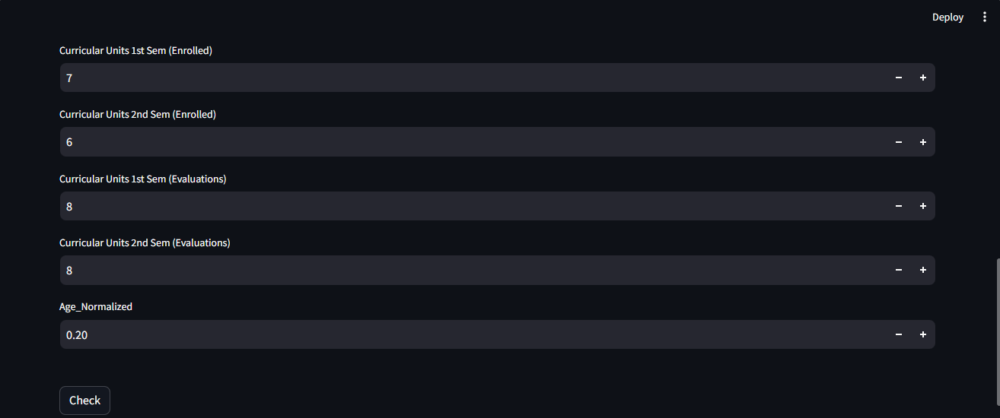 Deploy
Curricular Units 1st Sem (Enrolled)
7
Curricular Units 2nd Sem (Enrolled)
6
Curricular Units 1st Sem (Evaluations)
8
Curricular Units 2nd Sem (Evaluations)
8
Age_Normalized
0.20
Check